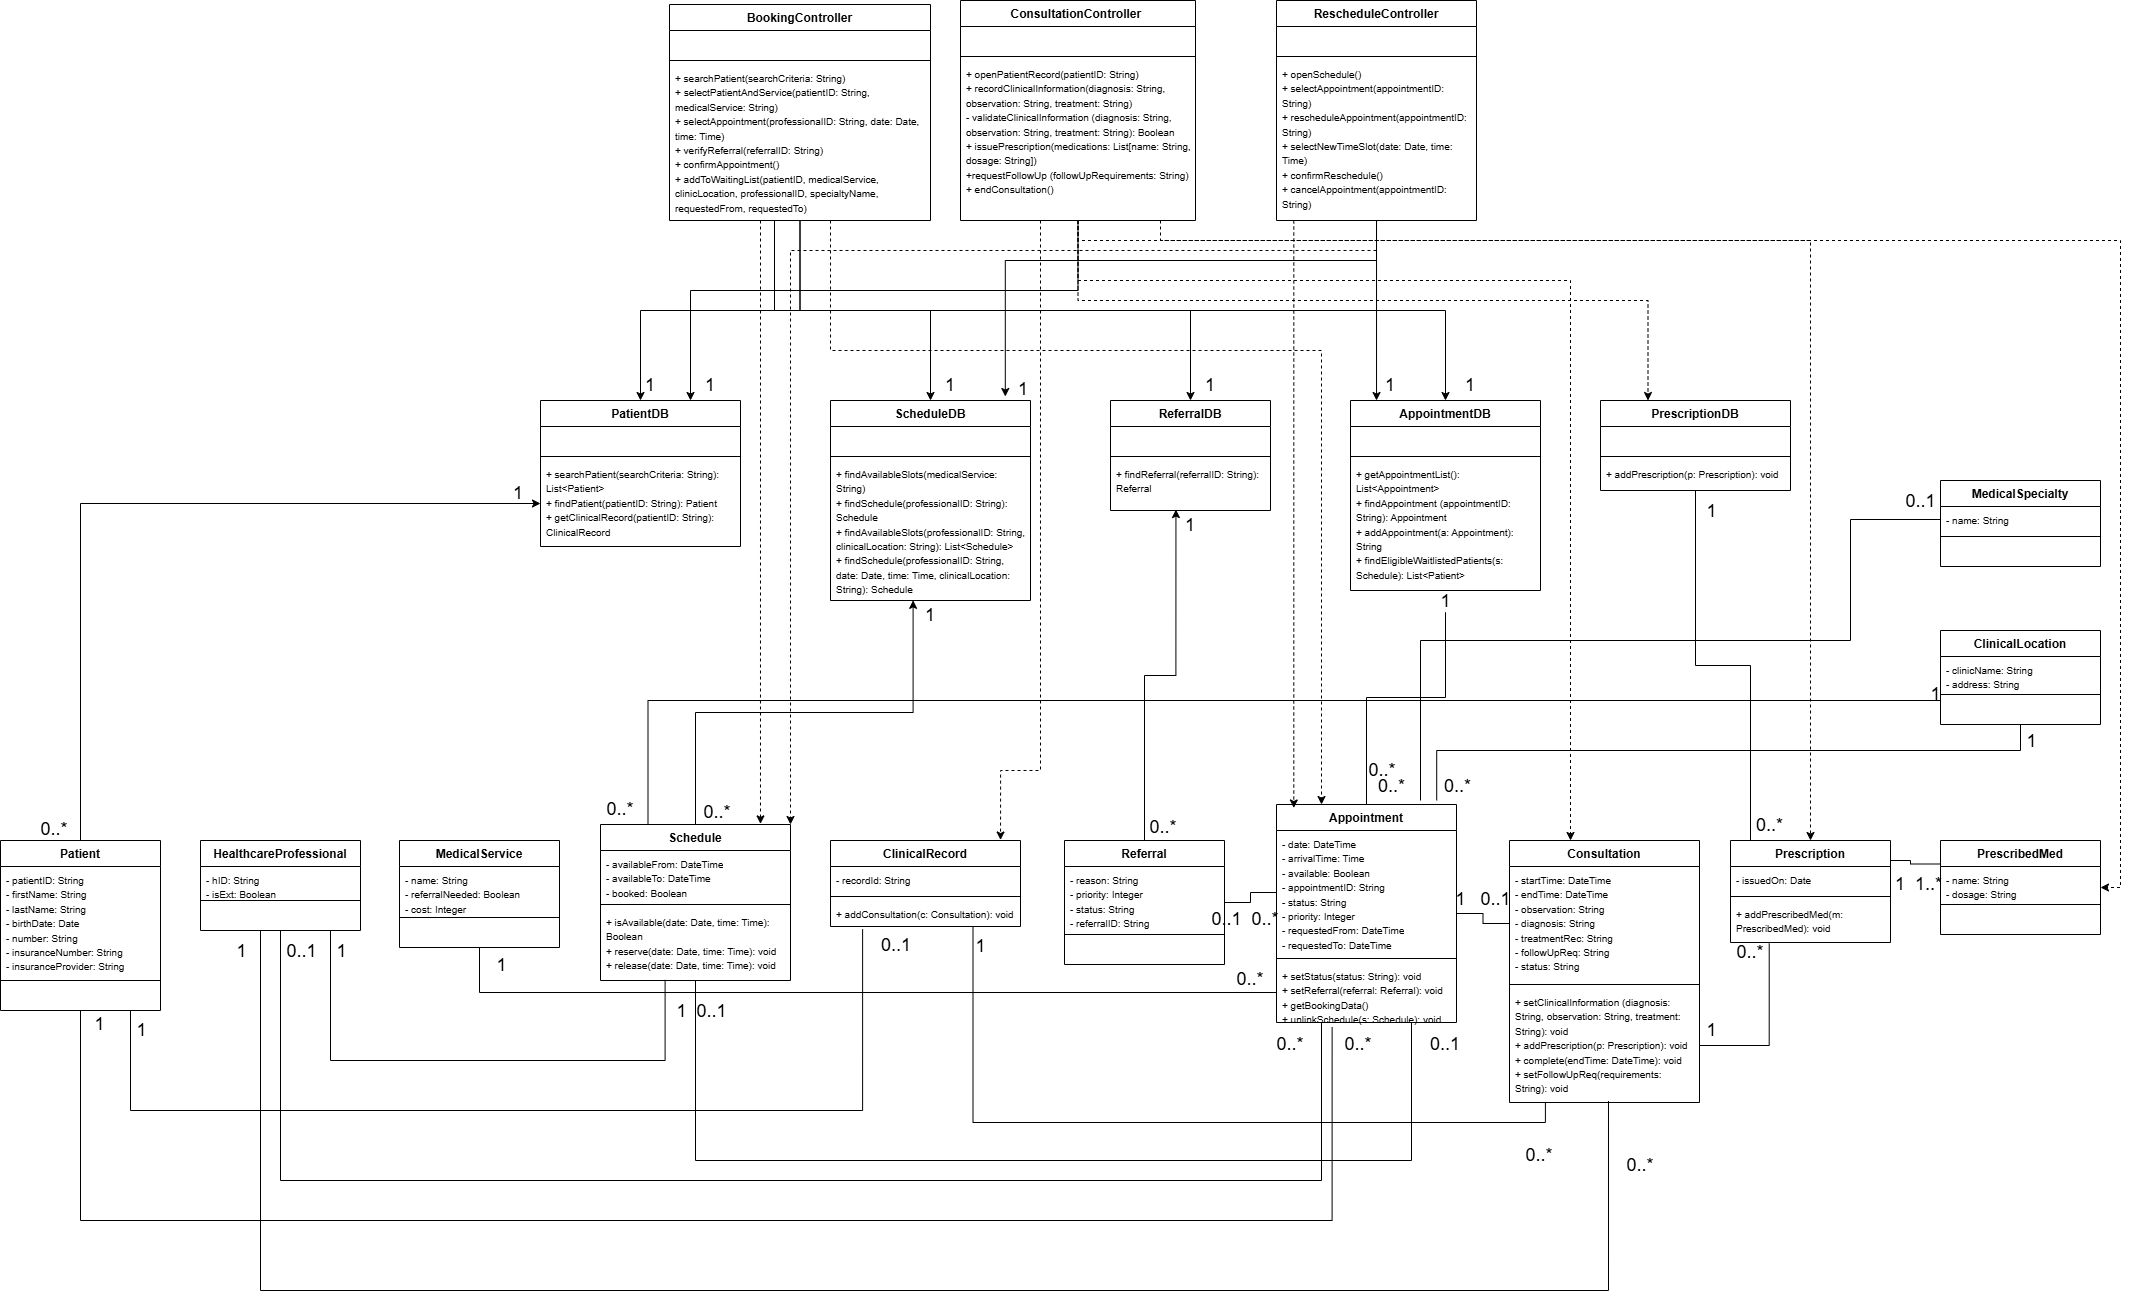 BookingController
+ searchPatient(searchCriteria: String)
+ selectPatientAndService(patientID: String,
medicalService: String)
+ selectAppointment(professionalID: String, date: Date,
time: Time)
+ verifyReferral(referralID: String)
+ confirmAppointment()
+ addToWaitingList(patientID, medicalService,
clinicLocation, professionalID, specialtyName,
requestedFrom, requestedTo)
ConsultationController
+ openPatientRecord(patientID: String)
+ recordClinicalInformation(diagnosis: String,
observation: String, treatment: String)
- validateClinicalInformation (diagnosis: String,
observation: String, treatment: String): Boolean
+ issuePrescription(medications: List[name: String,
dosage: String])
+requestFollowUp (followUpRequirements: String)
+ endConsultation()
RescheduleController
+ openSchedule()
+ selectAppointment(appointmentID:
String)
+ rescheduleAppointment(appointmentID:
String)
+ selectNewTimeSlot(date: Date, time:
Time)
+ confirmReschedule()
+ cancelAppointment(appointmentID:
String)
1
1
1
1
1
1
1
PatientDB
+ searchPatient(searchCriteria: String):
List<Patient>
+ findPatient(patientID: String): Patient
+ getClinicalRecord(patientID: String):
ClinicalRecord
1
ScheduleDB
+ findAvailableSlots(medicalService:
String)
+ findSchedule(professionalID: String):
Schedule
+ findAvailableSlots(professionalID: String,
clinicalLocation: String): List<Schedule>
+ findSchedule(professionalID: String,
date: Date, time: Time, clinicalLocation:
String): Schedule
1
ReferralDB
+ findReferral(referralID: String):
Referral
1
AppointmentDB
+ getAppointmentList():
List<Appointment>
+ findAppointment (appointmentID:
String): Appointment
+ addAppointment(a: Appointment):
String
+ findEligibleWaitlistedPatients(s:
Schedule): List<Patient>
1
PrescriptionDB
+ addPrescription(p: Prescription): void
1
0..1
MedicalSpecialty
- name: String
ClinicalLocation
- clinicName: String
- address: String
1
1
0..*
0..*
0..*
0..*
0..*
0..*
0..*
0..*
Patient
- patientID: String
- firstName: String
- lastName: String
- birthDate: Date
- number: String
- insuranceNumber: String
- insuranceProvider: String
1
1
HealthcareProfessional
- hID: String
- isExt: Boolean
1
0..1
1
MedicalService
- name: String
- referralNeeded: Boolean
- cost: Integer
1
Schedule
- availableFrom: DateTime
- availableTo: DateTime
- booked: Boolean
+ isAvailable(date: Date, time: Time):
Boolean
+ reserve(date: Date, time: Time): void
+ release(date: Date, time: Time): void
1
0..1
ClinicalRecord
- recordId: String
+ addConsultation(c: Consultation): void
0..1
1
Referral
- reason: String
- priority: Integer
- status: String
- referralID: String
0..1
0..*
0..*
Appointment
- date: DateTime
- arrivalTime: Time
- available: Boolean
- appointmentID: String
- status: String
- priority: Integer
- requestedFrom: DateTime
- requestedTo: DateTime
+ setStatus(status: String): void
+ setReferral(referral: Referral): void
+ getBookingData()
+ unlinkSchedule(s: Schedule): void
0..*
0..*
0..1
1
0..1
Consultation
- startTime: DateTime
- endTime: DateTime
- observation: String
- diagnosis: String
- treatmentRec: String
- followUpReq: String
- status: String
+ setClinicalInformation (diagnosis:
String, observation: String, treatment:
String): void
+ addPrescription(p: Prescription): void
+ complete(endTime: DateTime): void
+ setFollowUpReq(requirements:
String): void
0..*
0..*
1
Prescription
- issuedOn: Date
+ addPrescribedMed(m:
PrescribedMed): void
0..*
1
1..*
PrescribedMed
- name: String
- dosage: String